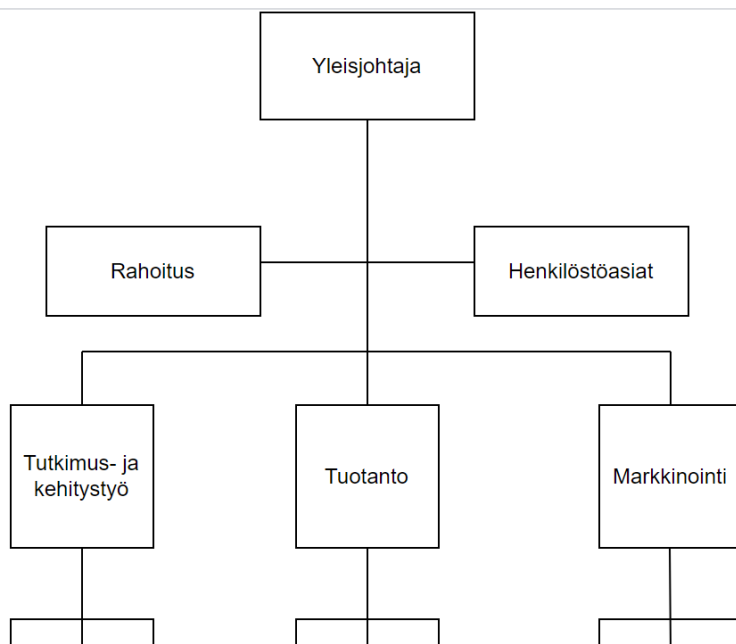 Yleisjohtaja
Rahoitus
Henkilöstöasiat
Tutkimus- ja
kehitystyö
Tuotanto
Markkinointi